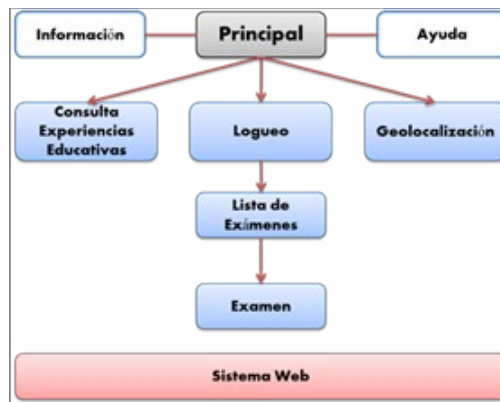 Información
Principal
Ayuda
Consulta
Experiencias
Educativas
Logueo
Geolocalización
Lista de
Exámenes
Examen
Sistema Web